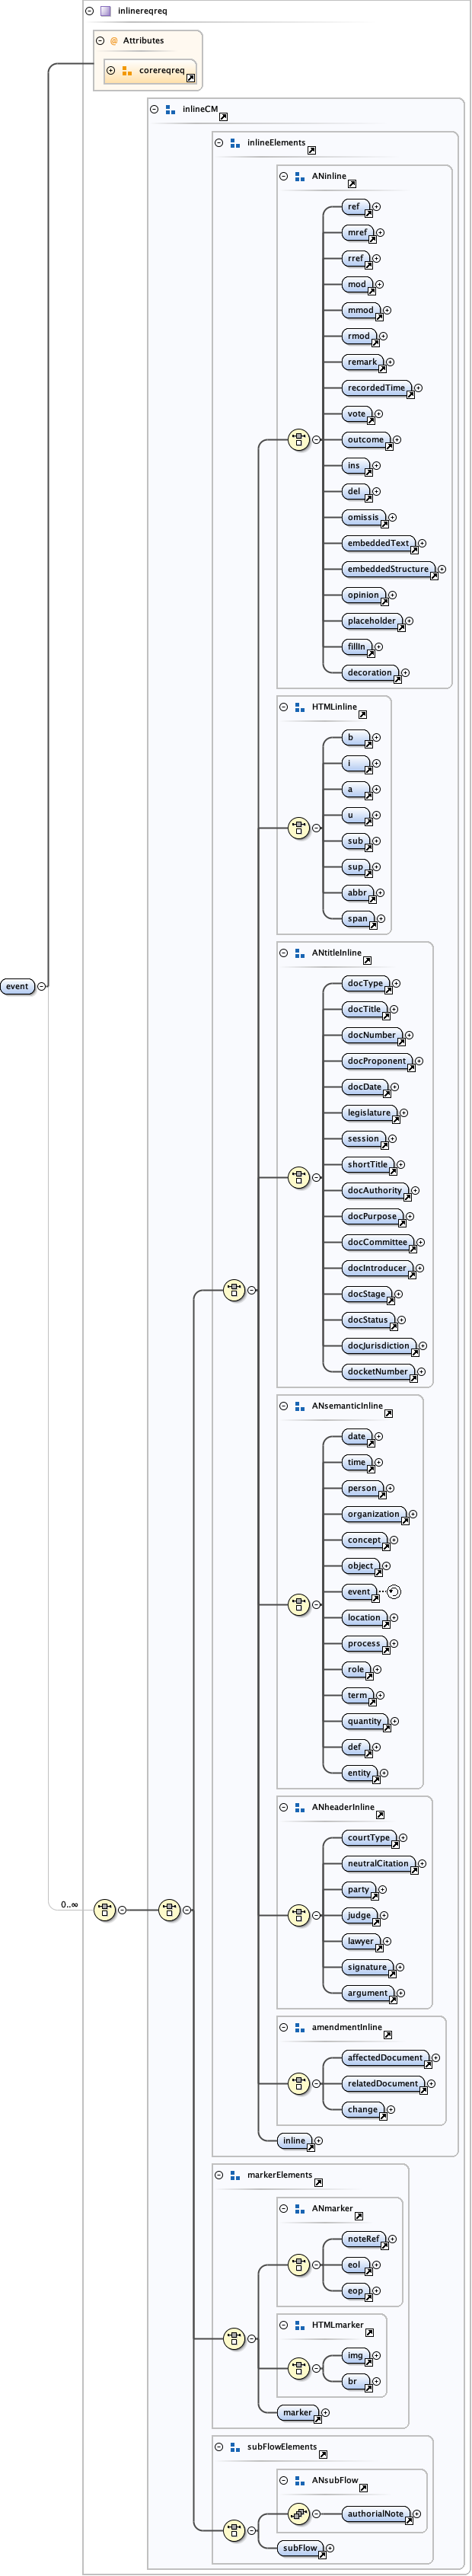 inlinereqreq
@ Attributes
corereqreq
inlineCM
inlineElements
ANinline
ref
mref
rref
mod
mmod
rmod
remark
recordedTime
vote
outcome
ins
del
omissis
embeddedText
embeddedStructure
opinion
placeholder
fillIn
decoration
HTMLinline
b
i
a
u
sub
sup
abbr
span
ANtitleInline
event
docType
docTitle
docNumber
docProponent
docDate
legislature
session
shortTitle
docAuthority
docPurpose
docCommittee
docIntroducer
docStage
docStatus
docJurisdiction
docketNumber
ANsemanticInline
date
time
person
organization
concept
object
event
location
process
role
term
quantity
def
entity
ANheaderInline
courtType
neutralCitation
party
0..∞
judge
lawyer
signature
argument
amendmentInline
affectedDocument
relatedDocument
change
inline
markerElements
ANmarker
noteRef
eol
eop
HTMLmarker
img
br
marker
subFlowElements
ANsubFlow
authorialNote
subFlow